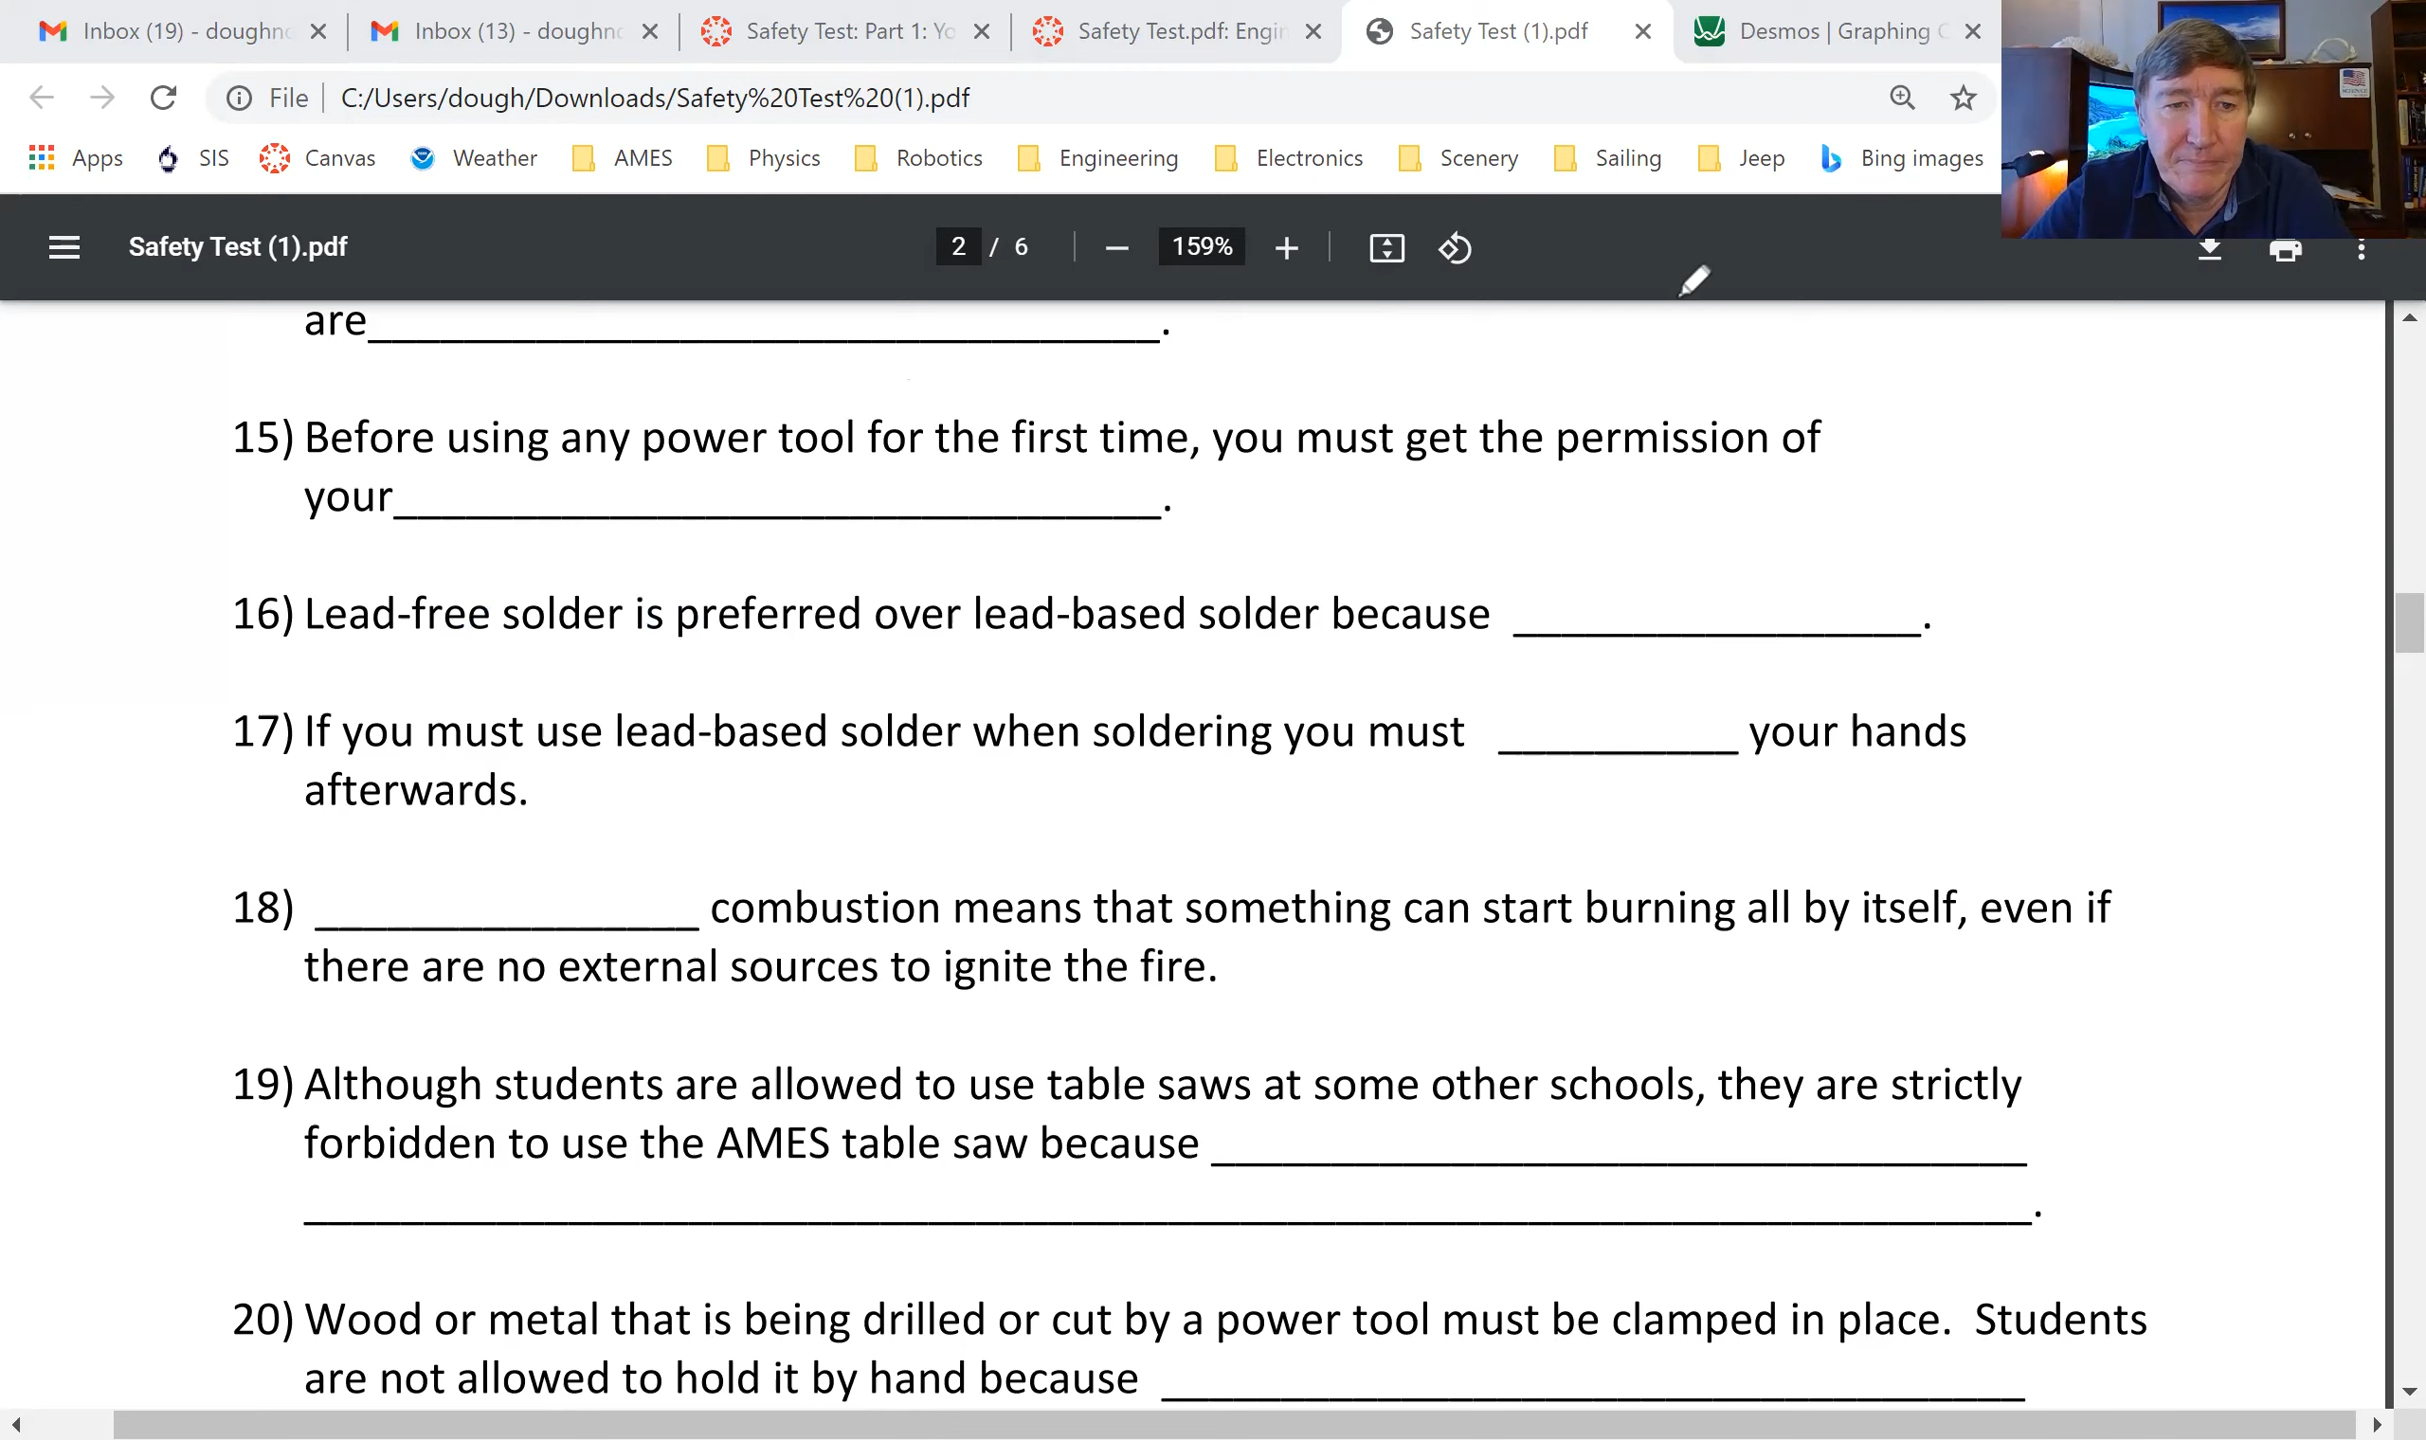 Inbox (19) - doughno
Inbox (13) - doughno
Safety Test: Part 1: Yo
Safety Test.pdf: Engin
Safety Test (1).pdf
Desmos | Graphing C
File
C:/Users/dough/Downloads/Safety%20Test%20(1).pdf
Apps
SIS
Canvas
Weather
AMES
Physics
Robotics
Engineering
Electronics
Scenery
Sailing
Jeep
Bing images
Safety Test (1).pdf
2 / 6
159%
are_________________________________.
15) Before using any power tool for the first time, you must get the permission of
your________________________________.
16) Lead-free solder is preferred over lead-based solder because _________________.
17) If you must use lead-based solder when soldering you must __________ your hands
afterwards.
18) ________________ combustion means that something can start burning all by itself, even if
there are no external sources to ignite the fire.
19) Although students are allowed to use table saws at some other schools, they are strictly
forbidden to use the AMES table saw because __________________________________
________________________________________________________________________.
20) Wood or metal that is being drilled or cut by a power tool must be clamped in place. Students
are not allowed to hold it by hand because ____________________________________